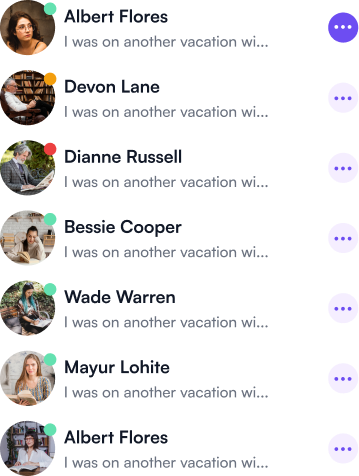 Albert Flores
I was on another vacation wi...
Devon Lane
I was on another vacation wi...
Dianne Russell
I was on another vacation wi...
Bessie Cooper
I was on another vacation wi...
Wade Warren
I was on another vacation wi...
Mayur Lohite
I was on another vacation wi...
Albert Flores
I was on another vacation wi...